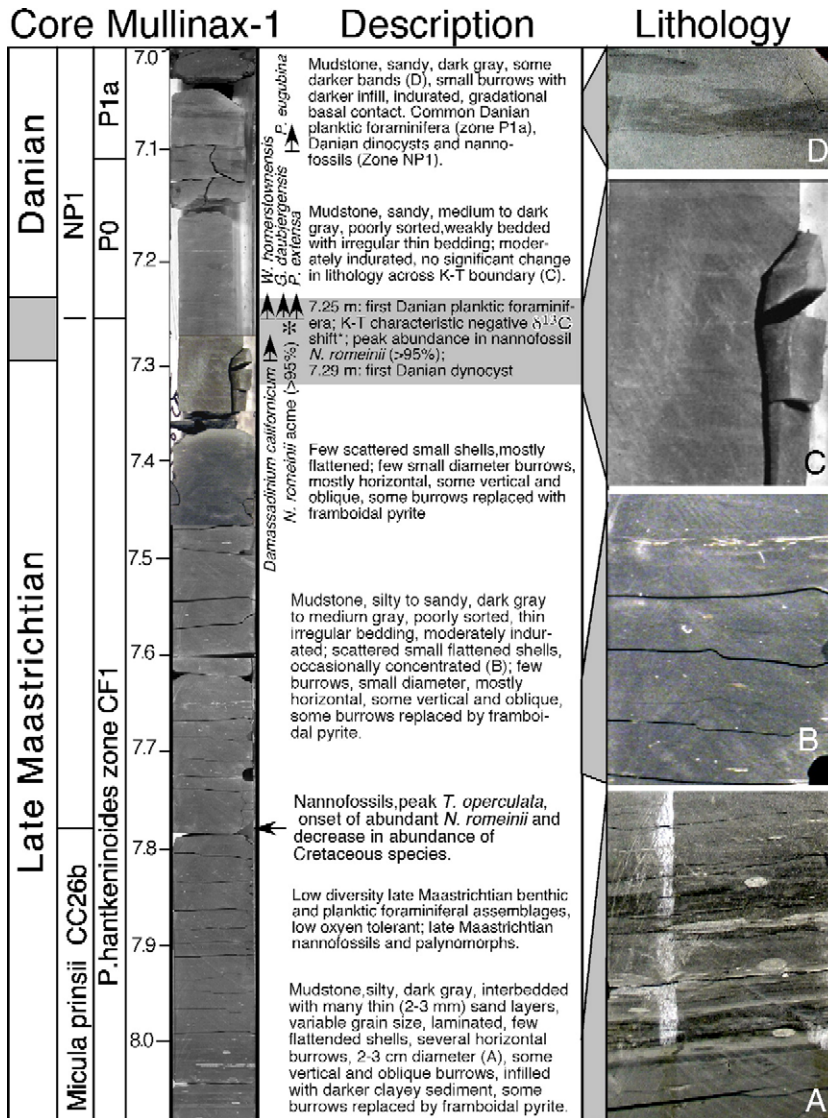 Core Mullinax-1
Description
Lithology
Danian
Late Maastrichtian
NP1
Micula prinsii CC26b
P1a
P0
P.hantkeninoides zone CF1
7.0
7.1
7.2
7.3
7.4
7.5
7.6
7.7
7.8
7.9
8.0
W. hornerstownensis
G. daubjergensis
P. extensa
P. eugubina
Damassadinium californicum
N. romeinii acme (>95%) *
Mudstone, sandy, dark gray, some
darker bands (D), small burrows with
darker infill, indurated, gradational
basal contact. Common Danian
planktic foraminifera (zone P1a),
Danian dinocysts and nanno-
fossils (Zone NP1).
Mudstone, sandy, medium to dark
gray, poorly sorted,weakly bedded
with irregular thin bedding; moder-
ately indurated, no significant change
in lithology across K-T boundary (C).
7.25 m: first Danian planktic foraminif-
era; K-T characteristic negative δ13C
shift*; peak abundance in nannofossil
N. romeinii (>95%);
7.29 m: first Danian dynocyst
Few scattered small shells,mostly
flattened; few small diameter burrows,
mostly horizontal, some vertical and
oblique, some burrows replaced with
framboidal pyrite
Mudstone, silty to sandy, dark gray
to medium gray, poorly sorted, thin
irregular bedding, moderately indur-
ated; scattered small flattened shells,
occasionally concentrated (B); few
burrows, small diameter, mostly
horizontal, some vertical and oblique,
some burrows replaced by framboi-
dal pyrite.
Nannofossils,peak T. operculata,
onset of abundant N. romeinii and
decrease in abundance of
Cretaceous species.
Low diversity late Maastrichtian benthic
and planktic foraminiferal assemblages,
low oxyen tolerant; late Maastrichtian
nannofossils and palynomorphs.
Mudstone,silty, dark gray, interbedded
with many thin (2-3 mm) sand layers,
variable grain size, laminated, few
flattended shells, several horizontal
burrows, 2-3 cm diameter (A), some
vertical and oblique burrows, infilled
with darker clayey sediment, some
burrows replaced by framboidal pyrite.
D
C
B
A